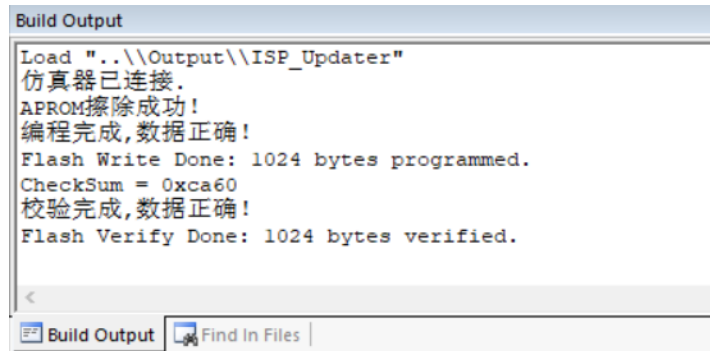 Build Output
Load "..\\Output\\ISP_Updater"
仿真器已连接.
APROM擦除成功!
编程完成,数据正确!
Flash Write Done: 1024 bytes programmed.
CheckSum = 0xca60
校验完成,数据正确!
Flash Verify Done: 1024 bytes verified.
Build Output Find In Files